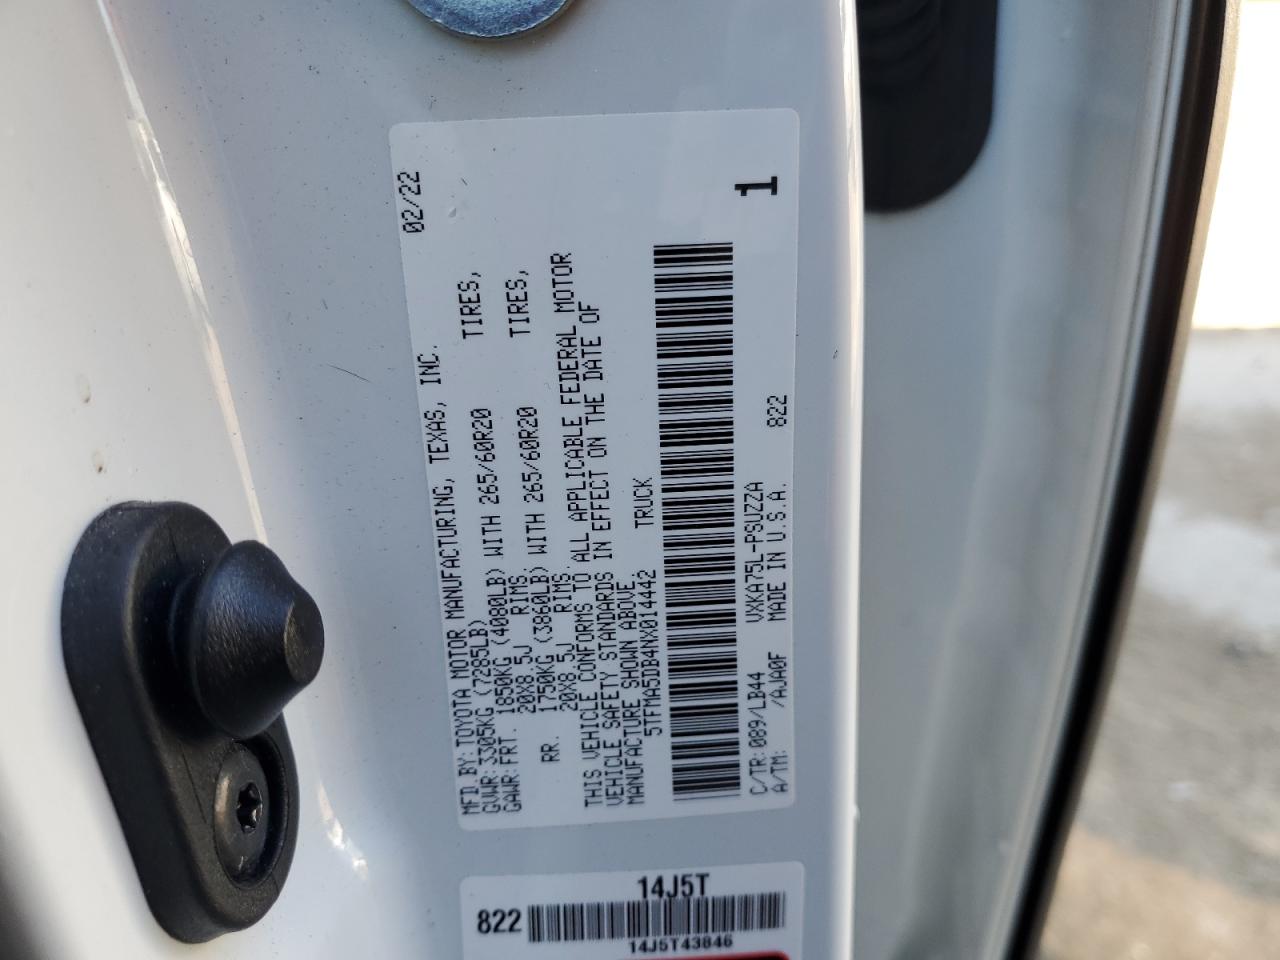 MFD. BY: TOYOTA MOTOR MANUFACTURING, TEXAS, INC. 02/22
GVWR: 3305KG (7285LB)
GAWR: FRT. 1850KG (4080LB) WITH 265/60R20 TIRES,
20X8.5J RIMS.
RR. 1750KG (3860LB) WITH 265/60R20 TIRES,
20X8.5J RIMS.
THIS VEHICLE CONFORMS TO ALL APPLICABLE FEDERAL MOTOR
VEHICLE SAFETY STANDARDS IN EFFECT ON THE DATE OF
MANUFACTURE SHOWN ABOVE.
5TFMA5DB4NX014442 TRUCK
C/TR: 089/LB44 VXKA75L-PSUZZA 1
A/TM: /AJA0F MADE IN U.S.A. 822
14J5T
822
14J5T43846